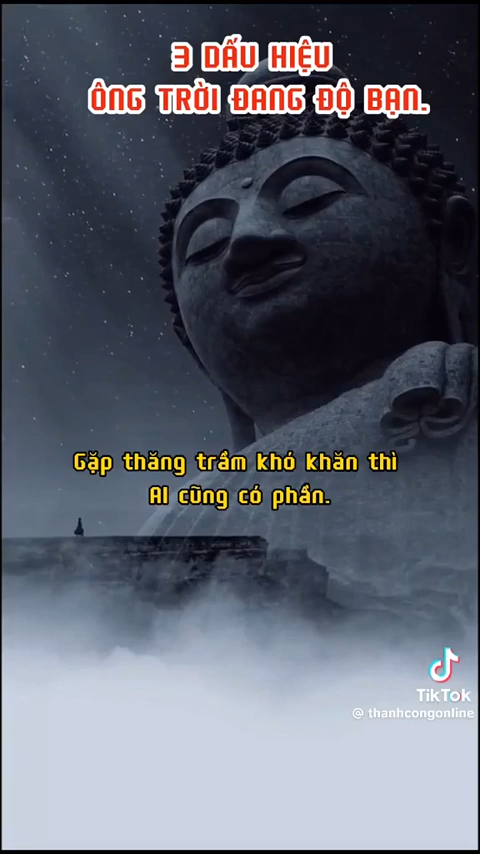 3 DẤU HIỆU
ÔNG TRỜI ĐANG ĐỘ BẠN.
Gặp thăng trầm khó khăn thì
AI cũng có phần.
TikTok
@ thanhcongonline